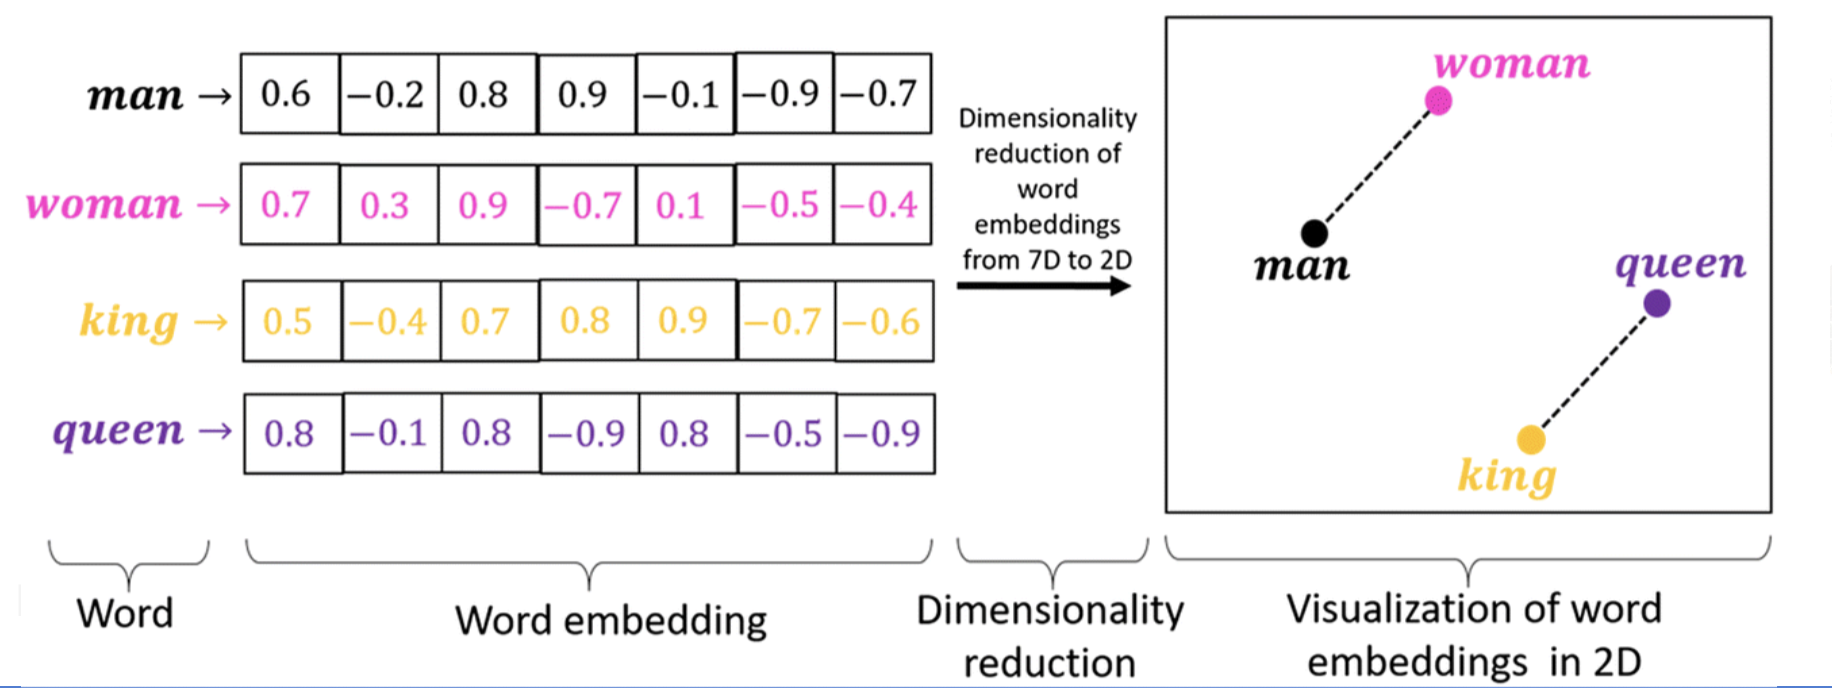 man → 0.6 −0.2 0.8 0.9 −0.1 −0.9 −0.7
woman → 0.7 0.3 0.9 −0.7 0.1 −0.5 −0.4
king → 0.5 −0.4 0.7 0.8 0.9 −0.7 −0.6
queen → 0.8 −0.1 0.8 −0.9 0.8 −0.5 −0.9
Dimensionality
reduction of
word
embeddings
from 7D to 2D
woman
man
queen
king
Word
Word embedding
Dimensionality
reduction
Visualization of word
embeddings in 2D